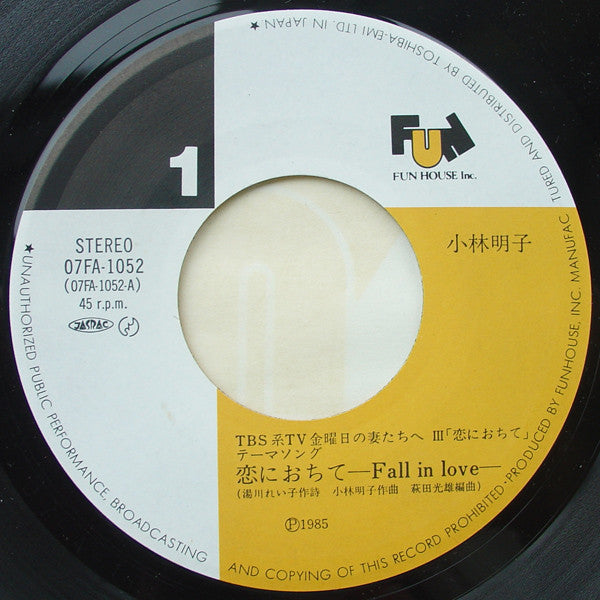 1
FUN
FUN HOUSE Inc.
STEREO
07FA-1052
(07FA-1052-A)
45 r.p.m.
JASRAC
小林明子
TBS系TV金曜日の妻たちへ III「恋におちて」
テーマソング
恋におちて—Fall in love—
(湯川れい子作詩 小林明子作曲 萩田光雄編曲)
Ⓟ1985
★UNAUTHORIZED PUBLIC PERFORMANCE, BROADCASTING AND COPYING OF THIS RECORD PROHIBITED·PRODUCED BY FUNHOUSE, INC. MANUFACTURED AND DISTRIBUTED BY TOSHIBA-EMI LTD. IN JAPAN.★